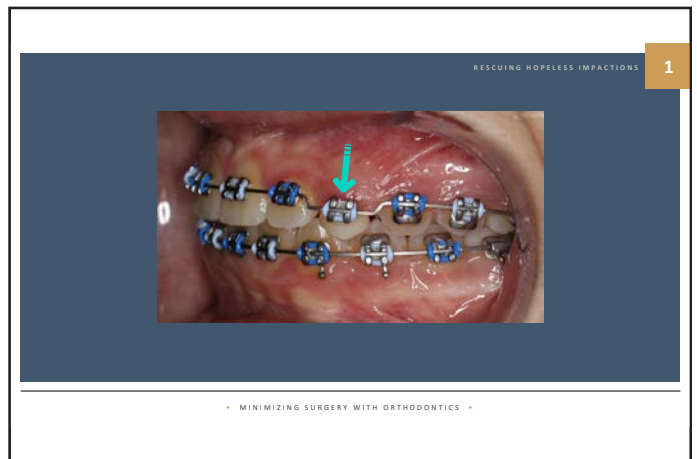 RESCUING HOPELESS IMPACTIONS
1
• MINIMIZING SURGERY WITH ORTHODONTICS •